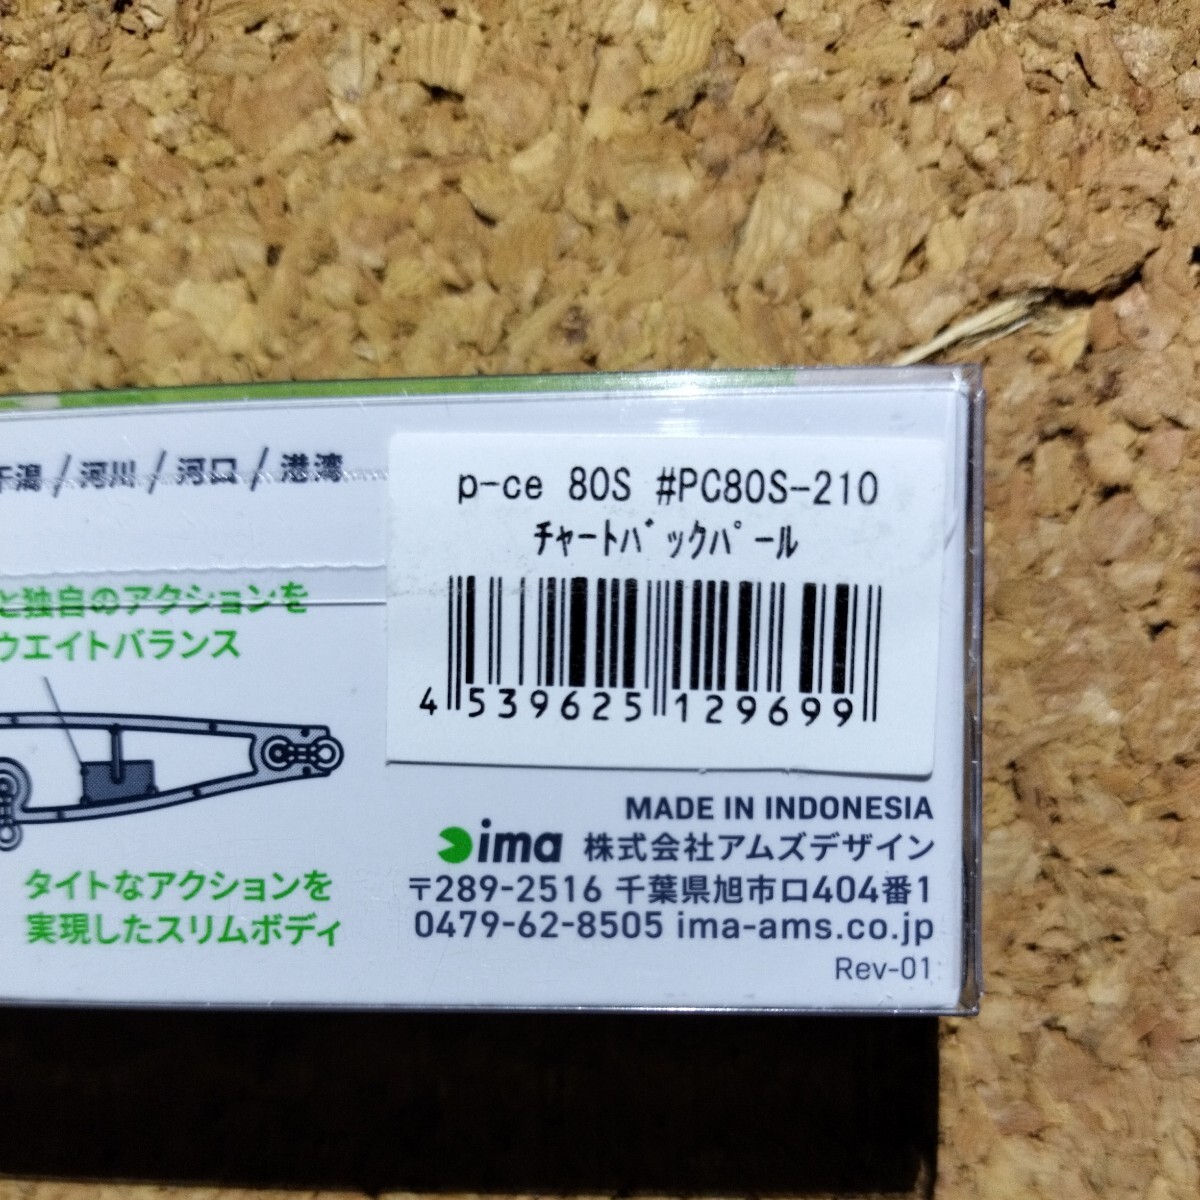 干潟 / 河川 / 河口 / 港湾
p-ce 80S #PC80S-210
ﾁｬｰﾄﾊﾞｯｸﾊﾟｰﾙ
4 539625 129699
と独自のアクションを
ウエイトバランス
タイトなアクションを
実現したスリムボディ
MADE IN INDONESIA
ima 株式会社アムズデザイン
〒289-2516 千葉県旭市ロ404番1
0479-62-8505 ima-ams.co.jp
Rev-01